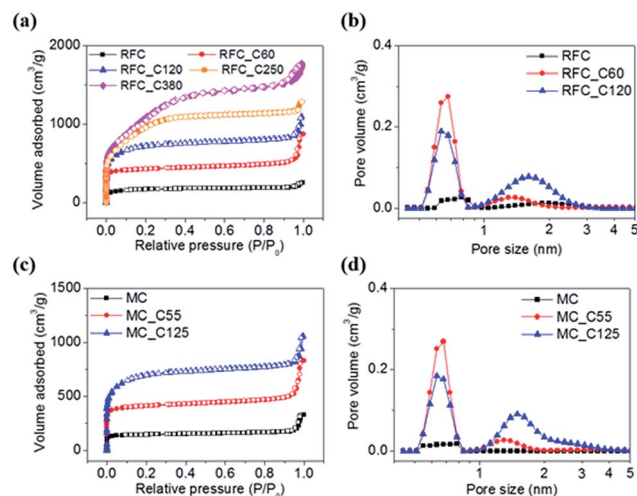 (a)
2000
1000
0
RFC
RFC_C60
RFC_C120
RFC_C250
RFC_C380
0.0 0.2 0.4 0.6 0.8 1.0
Relative pressure (P/P0)
Volume adsorbed (cm³/g)
(b)
0.4
0.2
0.0
RFC
RFC_C60
RFC_C120
1 2 3 4 5
Pore size (nm)
Pore volume (cm³/g)
(c)
1500
1000
500
0
MC
MC_C55
MC_C125
0.0 0.2 0.4 0.6 0.8 1.0
Relative pressure (P/P0)
Volume adsorbed (cm³/g)
(d)
0.4
0.2
0.0
MC
MC_C55
MC_C125
1 2 3 4 5
Pore size (nm)
Pore volume (cm³/g)